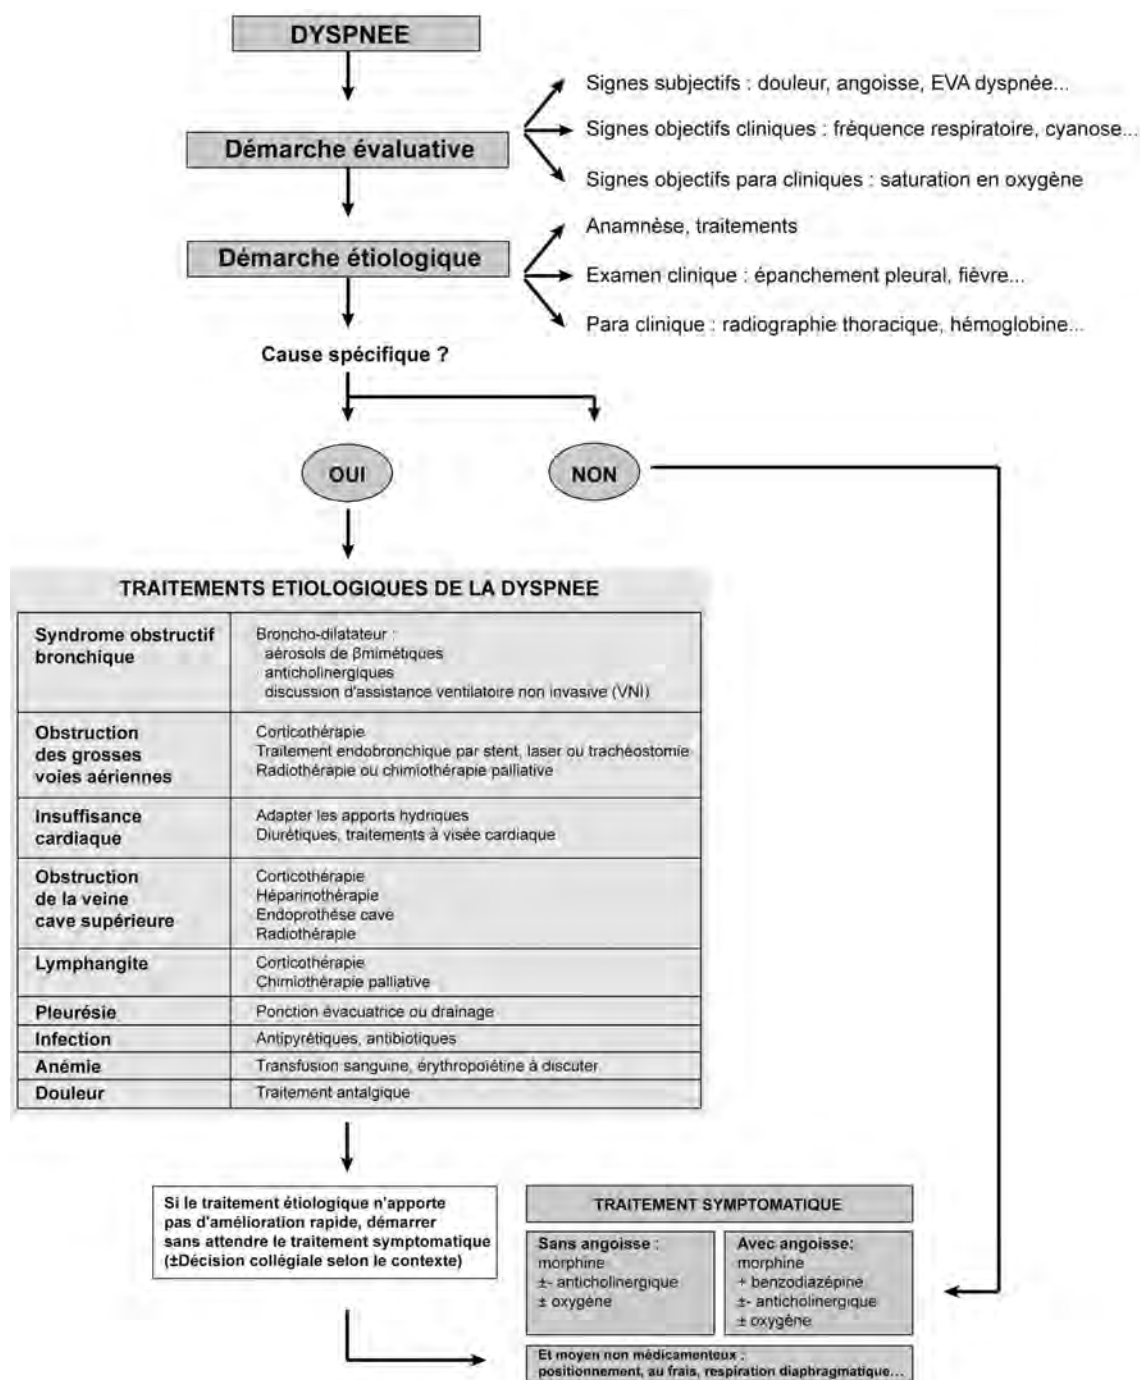 DYSPNEE
Signes subjectifs : douleur, angoisse, EVA dyspnée...
Démarche évaluative
Signes objectifs cliniques : fréquence respiratoire, cyanose...
Signes objectifs para cliniques : saturation en oxygène
Démarche étiologique
Anamnèse, traitements
Examen clinique : épanchement pleural, fièvre...
Para clinique : radiographie thoracique, hémoglobine...
Cause spécifique ?
OUI
NON
TRAITEMENTS ETIOLOGIQUES DE LA DYSPNEE
Syndrome obstructif
bronchique
Broncho-dilatateur :
aérosols de βmimétiques
anticholinergiques
discussion d'assistance ventilatoire non invasive (VNI)
Obstruction
des grosses
voies aériennes
Corticothérapie
Traitement endobronchique par stent, laser ou trachéostomie
Radiothérapie ou chimiothérapie palliative
Insuffisance
cardiaque
Adapter les apports hydriques
Diurétiques, traitements à visée cardiaque
Obstruction
de la veine
cave supérieure
Corticothérapie
Héparinothérapie
Endoprothèse cave
Radiothérapie
Lymphangite
Corticothérapie
Chimiothérapie palliative
Pleurésie
Ponction évacuatrice ou drainage
Infection
Antipyrétiques, antibiotiques
Anémie
Transfusion sanguine, érythropoïétine à discuter
Douleur
Traitement antalgique
Si le traitement étiologique n'apporte
pas d'amélioration rapide, démarrer
sans attendre le traitement symptomatique
(±Décision collégiale selon le contexte)
TRAITEMENT SYMPTOMATIQUE
Sans angoisse :
morphine
±- anticholinergique
± oxygène
Avec angoisse:
morphine
+ benzodiazépine
±- anticholinergique
± oxygène
Et moyen non médicamenteux :
positionnement, au frais, respiration diaphragmatique...